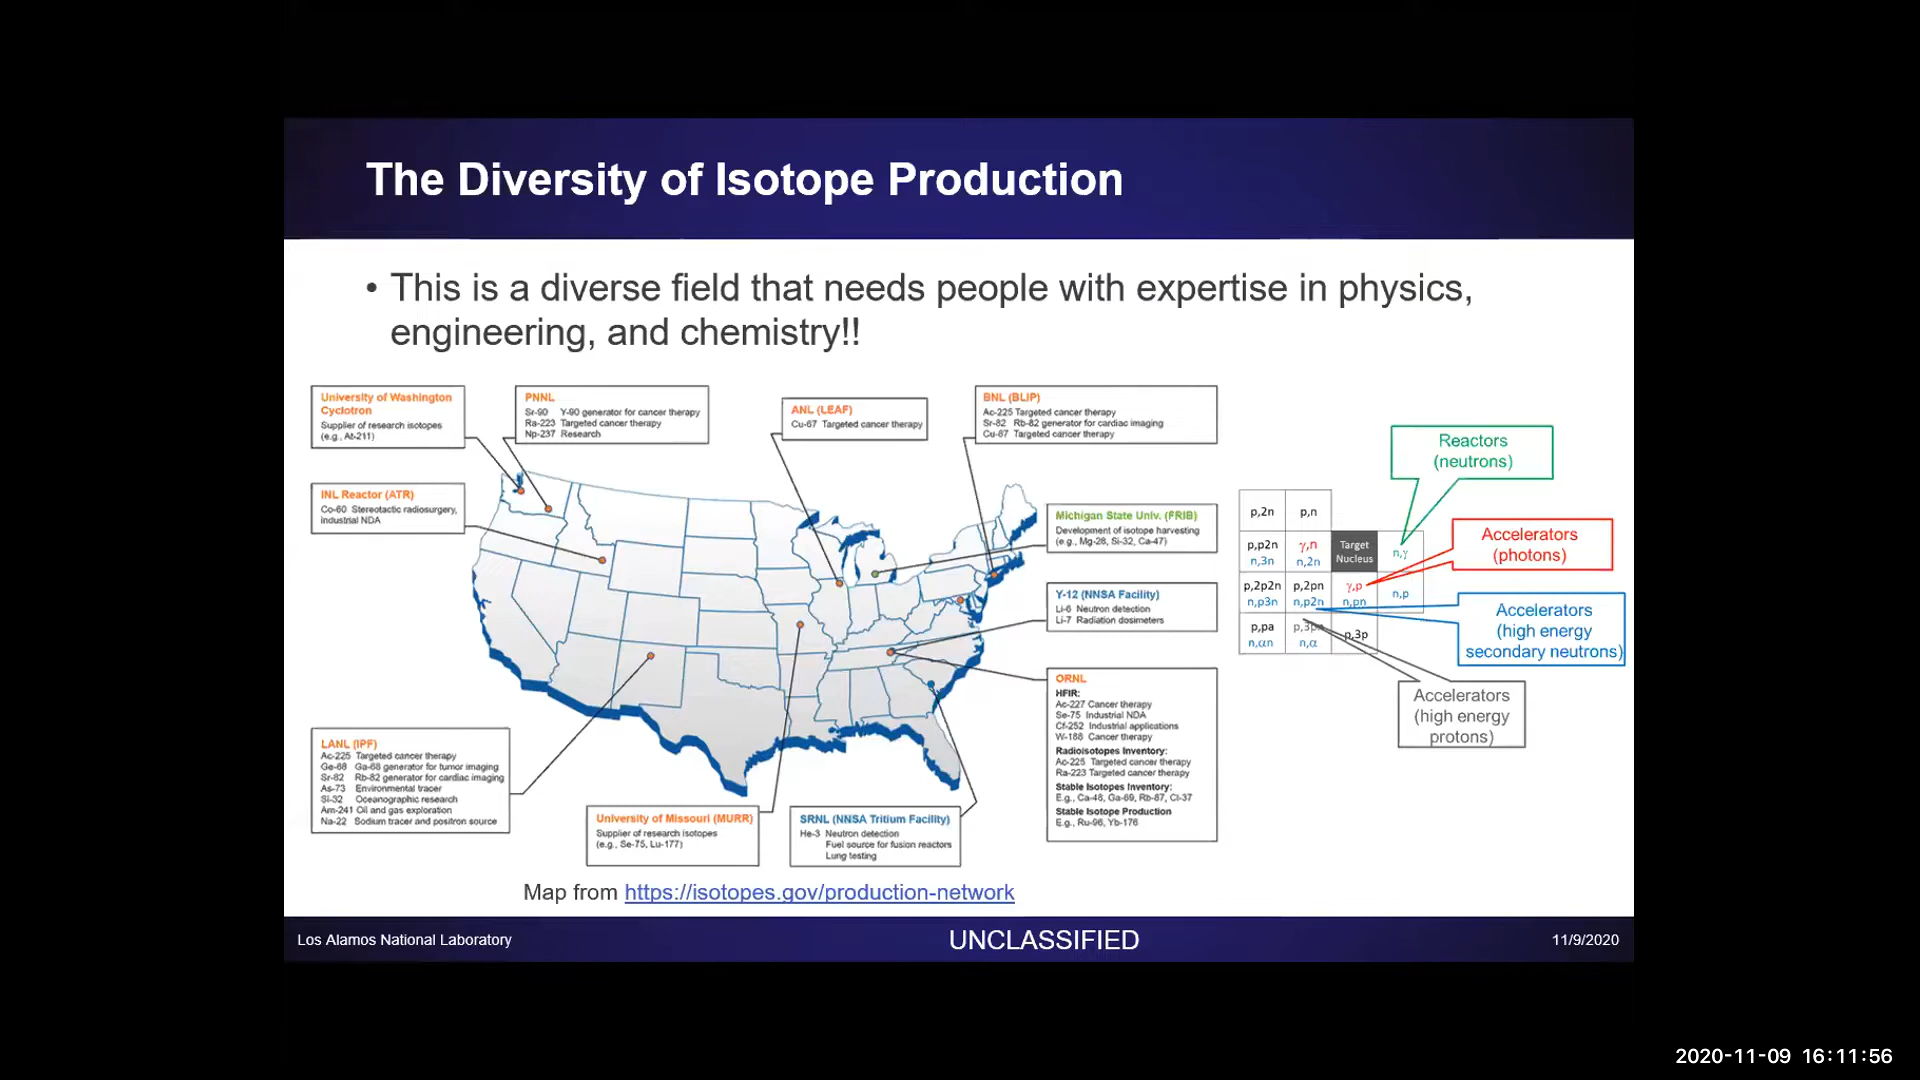 The Diversity of Isotope Production
• This is a diverse field that needs people with expertise in physics,
engineering, and chemistry!!
University of Washington
Cyclotron
Supplier of research isotopes
(e.g., At-211)
PNNL
Sr-90 Y-90 generator for cancer therapy
Ra-223 Targeted cancer therapy
Np-237 Research
ANL (LEAF)
Cu-67 Targeted cancer therapy
BNL (BLIP)
Ac-225 Targeted cancer therapy
Sr-82 Rb-82 generator for cardiac imaging
Cu-67 Targeted cancer therapy
INL Reactor (ATR)
Co-60 Stereotactic radiosurgery,
industrial NDA
Michigan State Univ. (FRIB)
Development of isotope harvesting
(e.g., Mg-28, Si-32, Ca-47)
Y-12 (NNSA Facility)
Li-6 Neutron detection
Li-7 Radiation dosimeters
ORNL
HFIR:
Ac-227 Cancer therapy
Se-75 Industrial NDA
Cf-252 Industrial applications
W-188 Cancer therapy
Radioisotopes Inventory:
Ac-225 Targeted cancer therapy
Ra-223 Targeted cancer therapy
Stable Isotopes Inventory:
E.g., Ca-48, Ga-69, Rb-87, Cl-37
Stable Isotope Production
E.g., Ru-96, Yb-176
LANL (IPF)
Ac-225 Targeted cancer therapy
Ge-68 Ga-68 generator for tumor imaging
Sr-82 Rb-82 generator for cardiac imaging
As-73 Environmental tracer
Si-32 Oceanographic research
Am-241 Oil and gas exploration
Na-22 Sodium tracer and positron source
University of Missouri (MURR)
Supplier of research isotopes
(e.g., Se-75, Lu-177)
SRNL (NNSA Tritium Facility)
He-3 Neutron detection
Fuel source for fusion reactors
Lung testing
Reactors
(neutrons)
Accelerators
(photons)
Accelerators
(high energy
secondary neutrons)
Accelerators
(high energy
protons)
p,2n p,n
p,p2n γ,n Target
n,3n n,2n Nucleus n,γ
p,2p2n p,2pn γ,p
n,p3n n,p2n n,pn n,p
p,pa p,3pn p,3p
n,αn n,α
Map from https://isotopes.gov/production-network
Los Alamos National Laboratory
UNCLASSIFIED
11/9/2020
2020-11-09 16:11:56